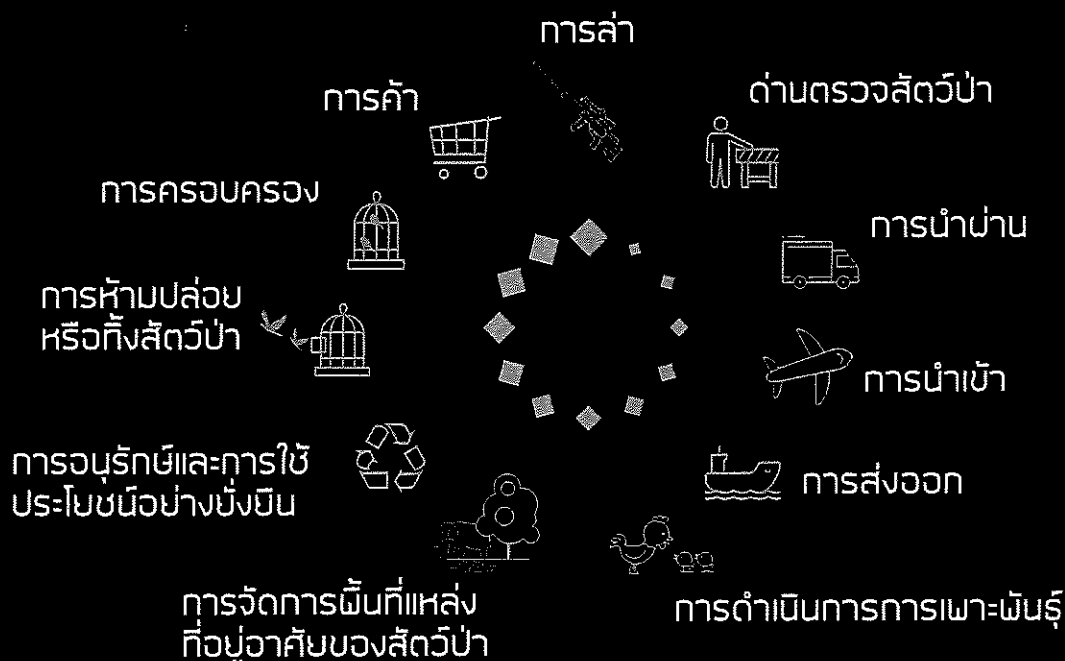 การล่า
การค้า
ด่านตรวจสัตว์ป่า
การครอบครอง
การนำผ่าน
การห้ามปล่อย
หรือทิ้งสัตว์ป่า
การนำเข้า
การอนุรักษ์และการใช้
ประโยชน์อย่างยั่งยืน
การส่งออก
การจัดการพื้นที่แหล่ง
ที่อยู่อาศัยของสัตว์ป่า
การดำเนินการการเพาะพันธุ์